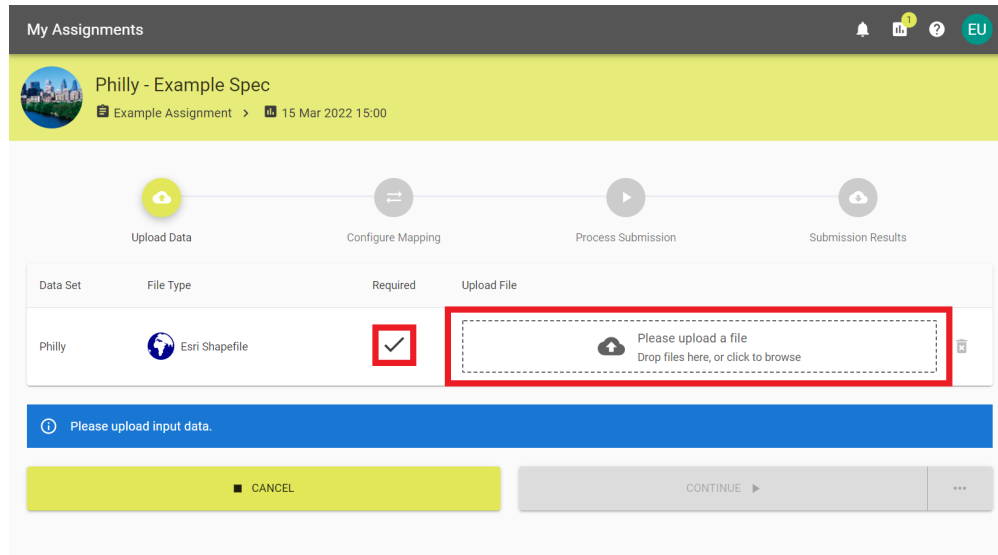 My Assignments
1
EU
Philly - Example Spec
Example Assignment > 15 Mar 2022 15:00
Upload Data Configure Mapping Process Submission Submission Results
Data Set File Type Required Upload File
Philly Esri Shapefile
Please upload a file
Drop files here, or click to browse
Please upload input data.
CANCEL CONTINUE